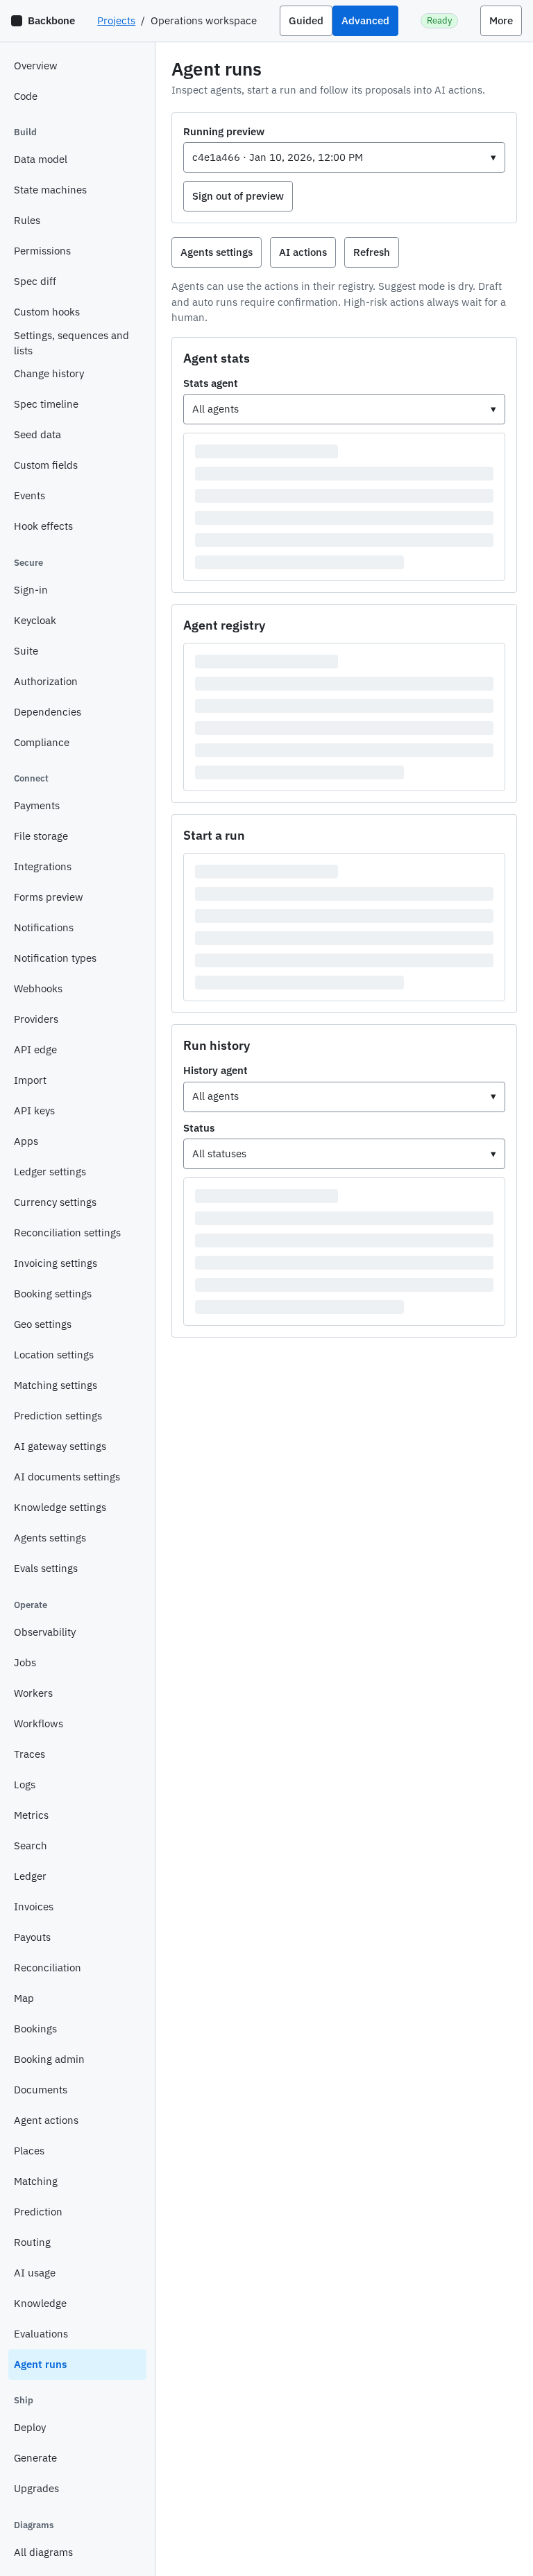 Backbone
Projects / Operations workspace
Guided
Advanced
Ready
More
Overview
Code
Build
Data model
State machines
Rules
Permissions
Spec diff
Custom hooks
Settings, sequences and
lists
Change history
Spec timeline
Seed data
Custom fields
Events
Hook effects
Secure
Sign-in
Keycloak
Suite
Authorization
Dependencies
Compliance
Connect
Payments
File storage
Integrations
Forms preview
Notifications
Notification types
Webhooks
Providers
API edge
Import
API keys
Apps
Ledger settings
Currency settings
Reconciliation settings
Invoicing settings
Booking settings
Geo settings
Location settings
Matching settings
Prediction settings
AI gateway settings
AI documents settings
Knowledge settings
Agents settings
Evals settings
Operate
Observability
Jobs
Workers
Workflows
Traces
Logs
Metrics
Search
Ledger
Invoices
Payouts
Reconciliation
Map
Bookings
Booking admin
Documents
Agent actions
Places
Matching
Prediction
Routing
AI usage
Knowledge
Evaluations
Agent runs
Ship
Deploy
Generate
Upgrades
Diagrams
All diagrams
Agent runs
Inspect agents, start a run and follow its proposals into AI actions.
Running preview
c4e1a466 · Jan 10, 2026, 12:00 PM
Sign out of preview
Agents settings
AI actions
Refresh
Agents can use the actions in their registry. Suggest mode is dry. Draft
and auto runs require confirmation. High-risk actions always wait for a
human.
Agent stats
Stats agent
All agents
Agent registry
Start a run
Run history
History agent
All agents
Status
All statuses